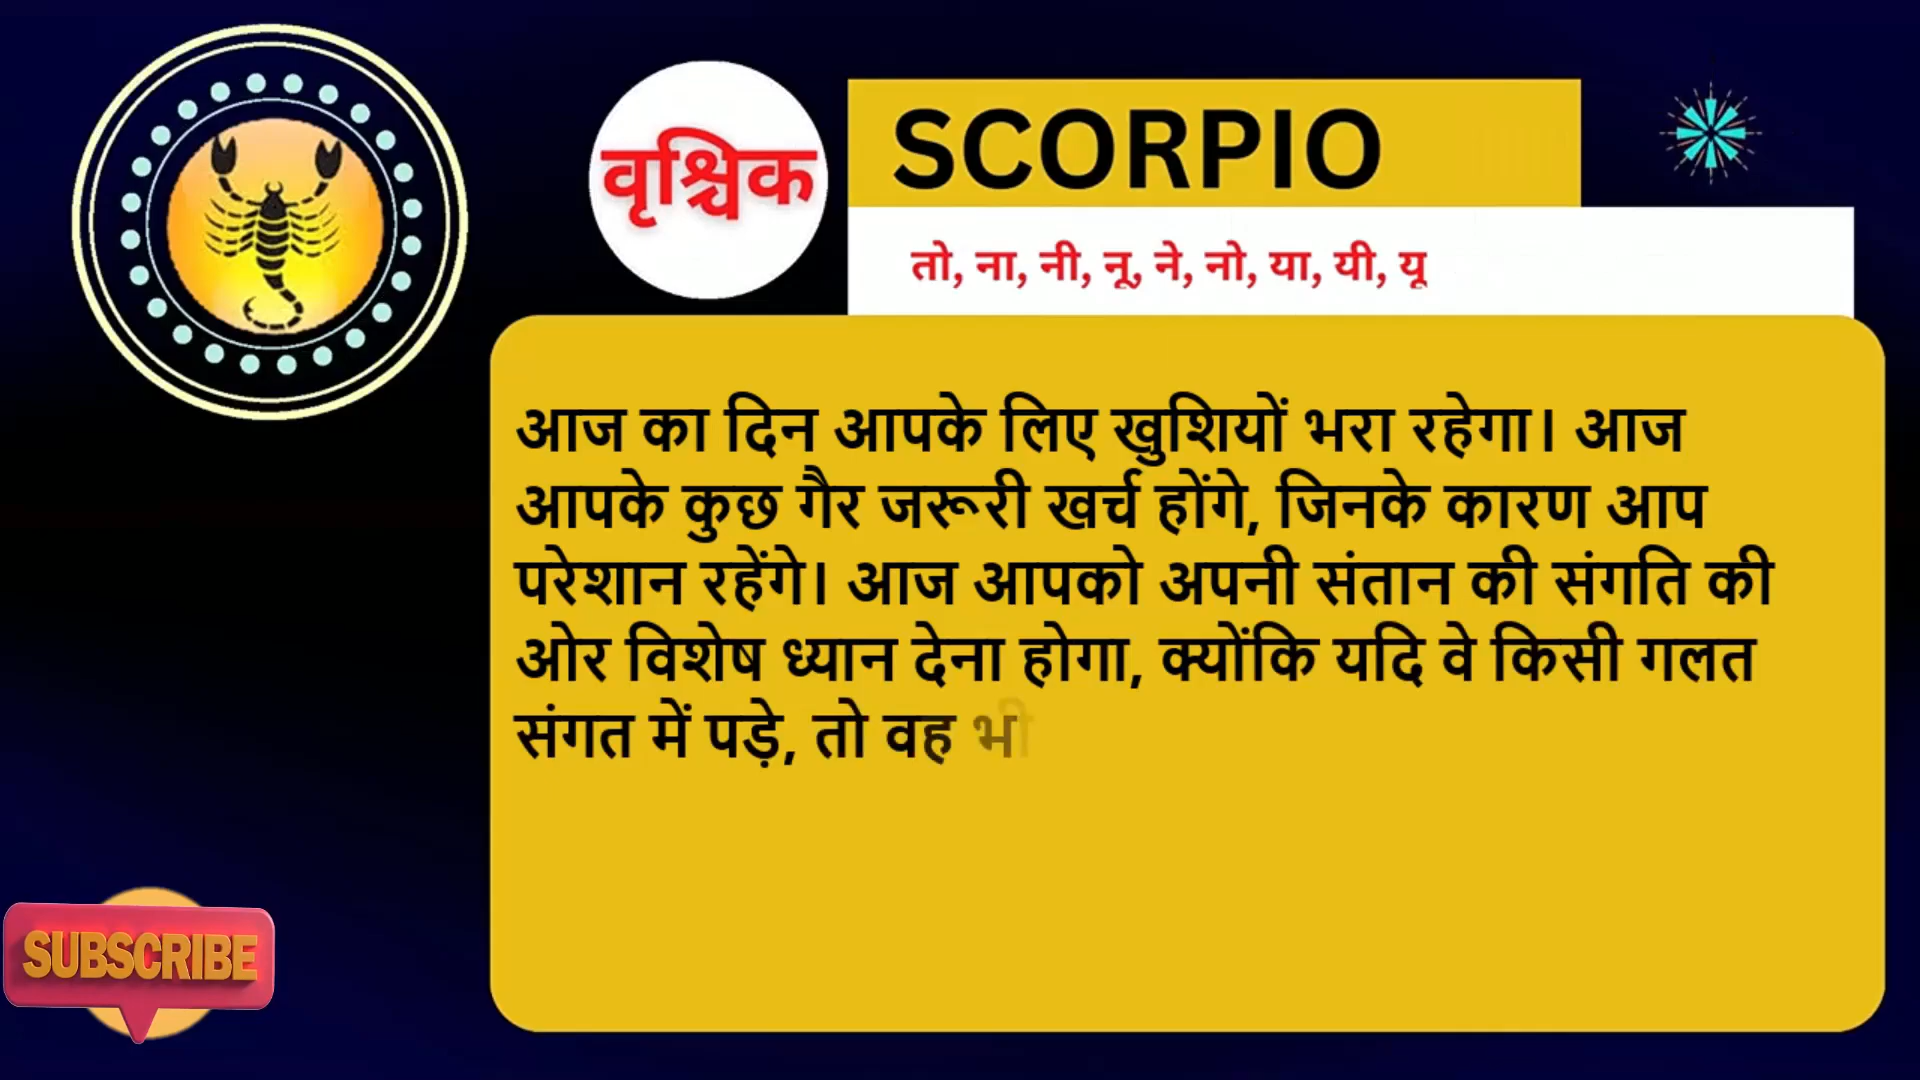 वृश्चिक
SCORPIO
तो, ना, नी, नू, ने, नो, या, यी, यू
आज का दिन आपके लिए खुशियों भरा रहेगा। आज
आपके कुछ गैर जरूरी खर्च होंगे, जिनके कारण आप
परेशान रहेंगे। आज आपको अपनी संतान की संगति की
ओर विशेष ध्यान देना होगा, क्योंकि यदि वे किसी गलत
संगत में पड़े, तो वह भी
SUBSCRIBE